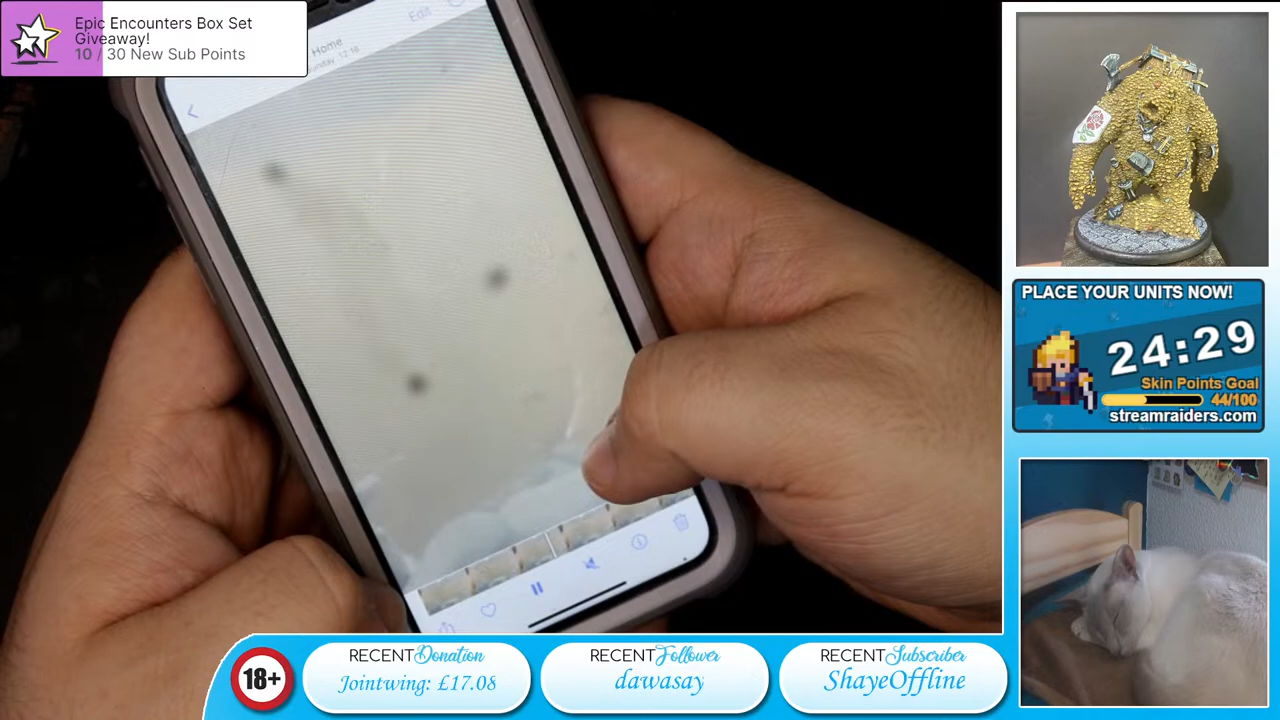 Epic Encounters Box Set
Giveaway!
10 / 30 New Sub Points
Edit
Home
PLACE YOUR UNITS NOW!
24:29
Skin Points Goal
44/100
streamraiders.com
18+
RECENT Donation
Jointwing: £17.08
RECENT Follower
dawasay
RECENT Subscriber
ShayeOffline